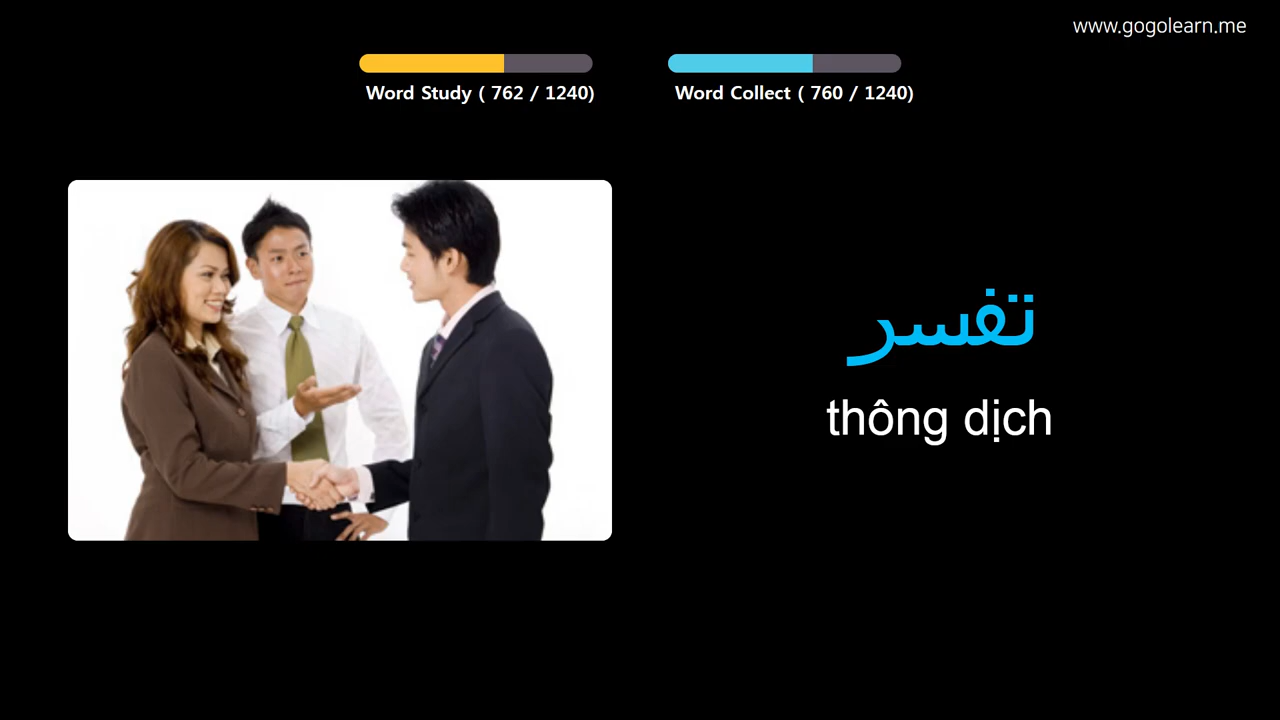 www.gogolearn.me
Word Study ( 762 / 1240)
Word Collect ( 760 / 1240)
تفسر
thông dịch